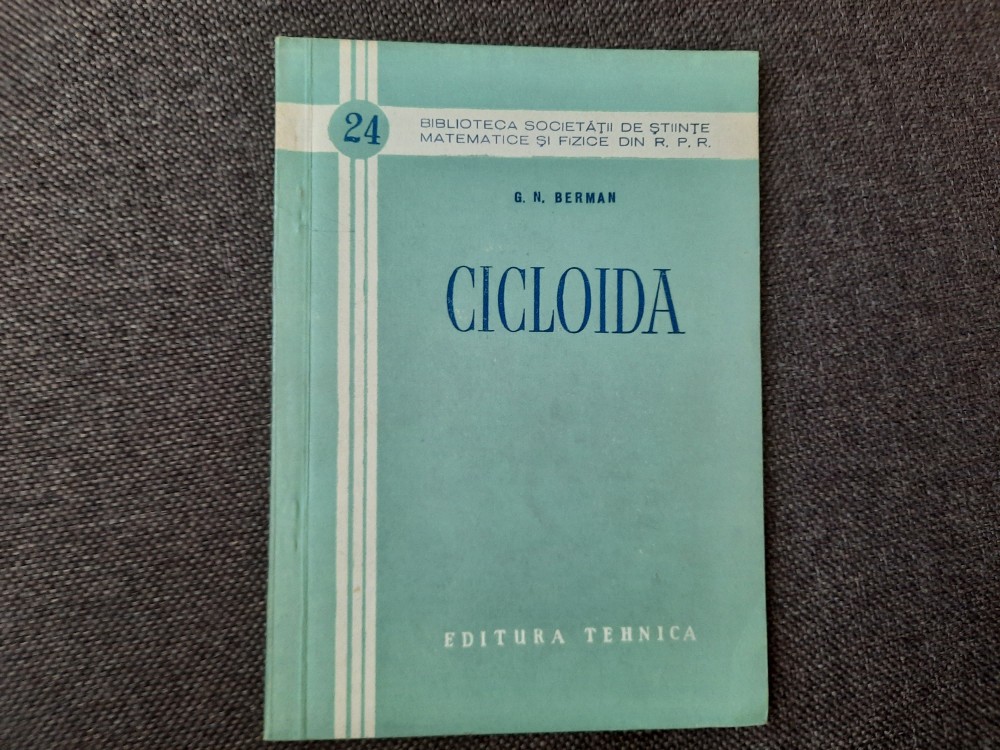 24
BIBLIOTECA SOCIETĂȚII DE ȘTIINȚE
MATEMATICE ȘI FIZICE DIN R. P. R.
G. N. BERMAN
CICLOIDA
EDITURA TEHNICA